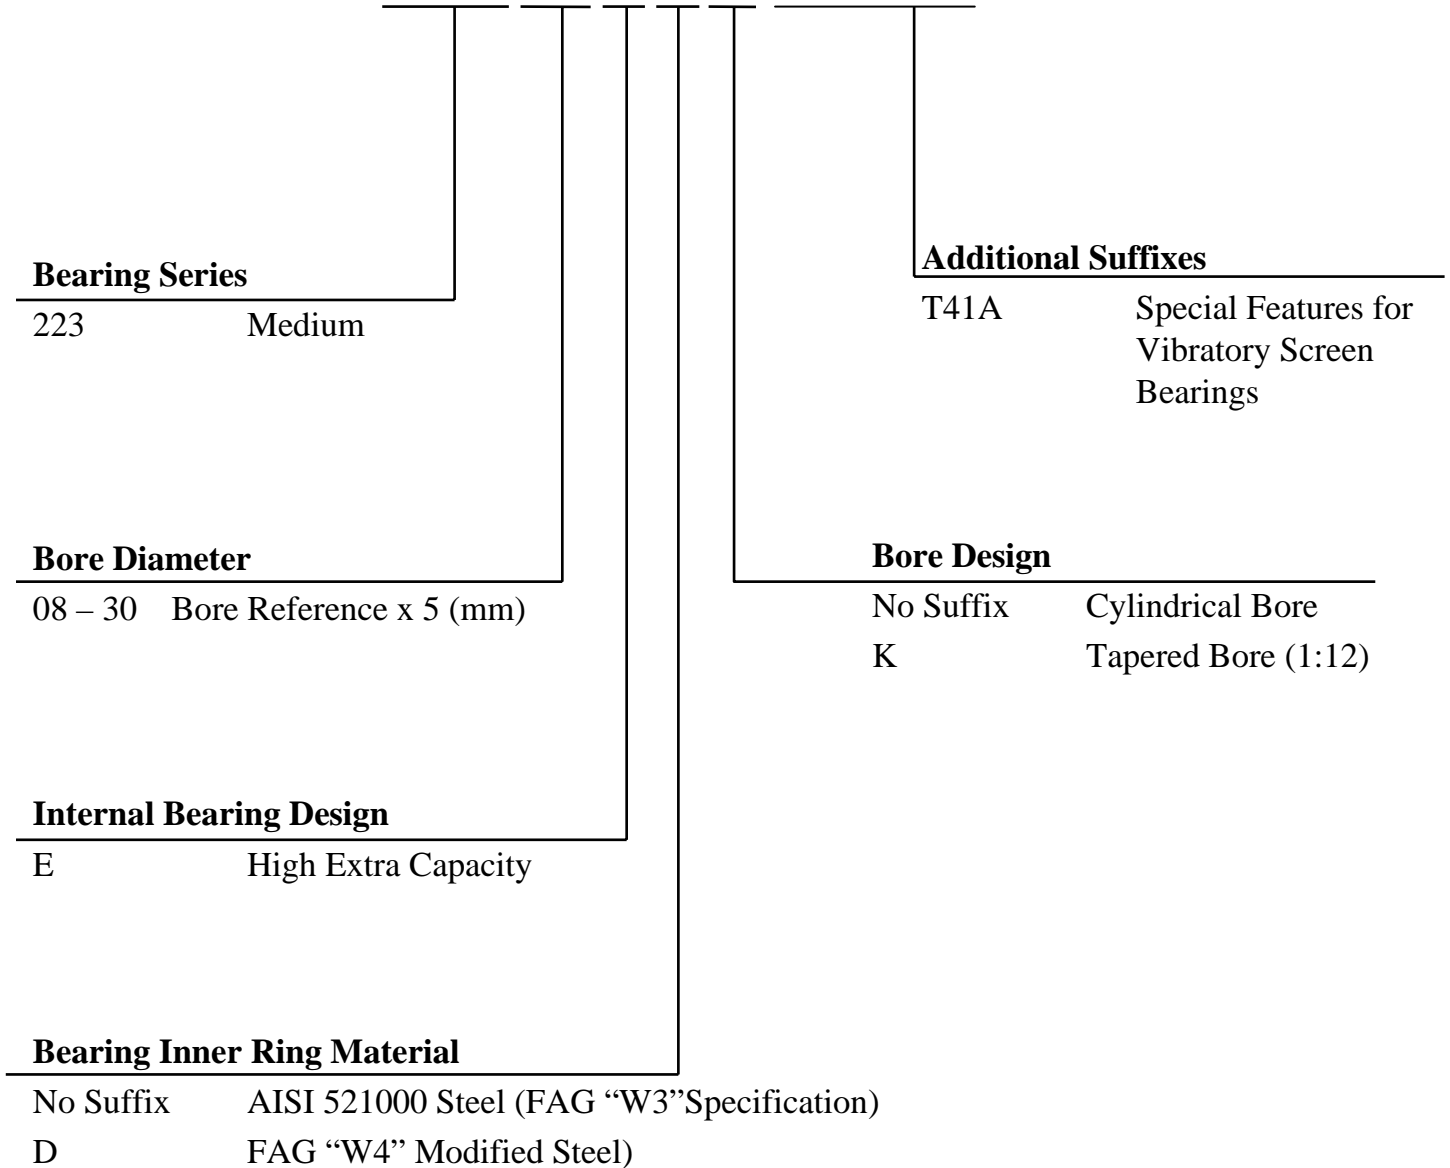 Bearing Series
223 Medium
Additional Suffixes
T41A Special Features for
Vibratory Screen
Bearings
Bore Diameter
08 – 30 Bore Reference x 5 (mm)
Bore Design
No Suffix Cylindrical Bore
K Tapered Bore (1:12)
Internal Bearing Design
E High Extra Capacity
Bearing Inner Ring Material
No Suffix AISI 521000 Steel (FAG “W3”Specification)
D FAG “W4” Modified Steel)